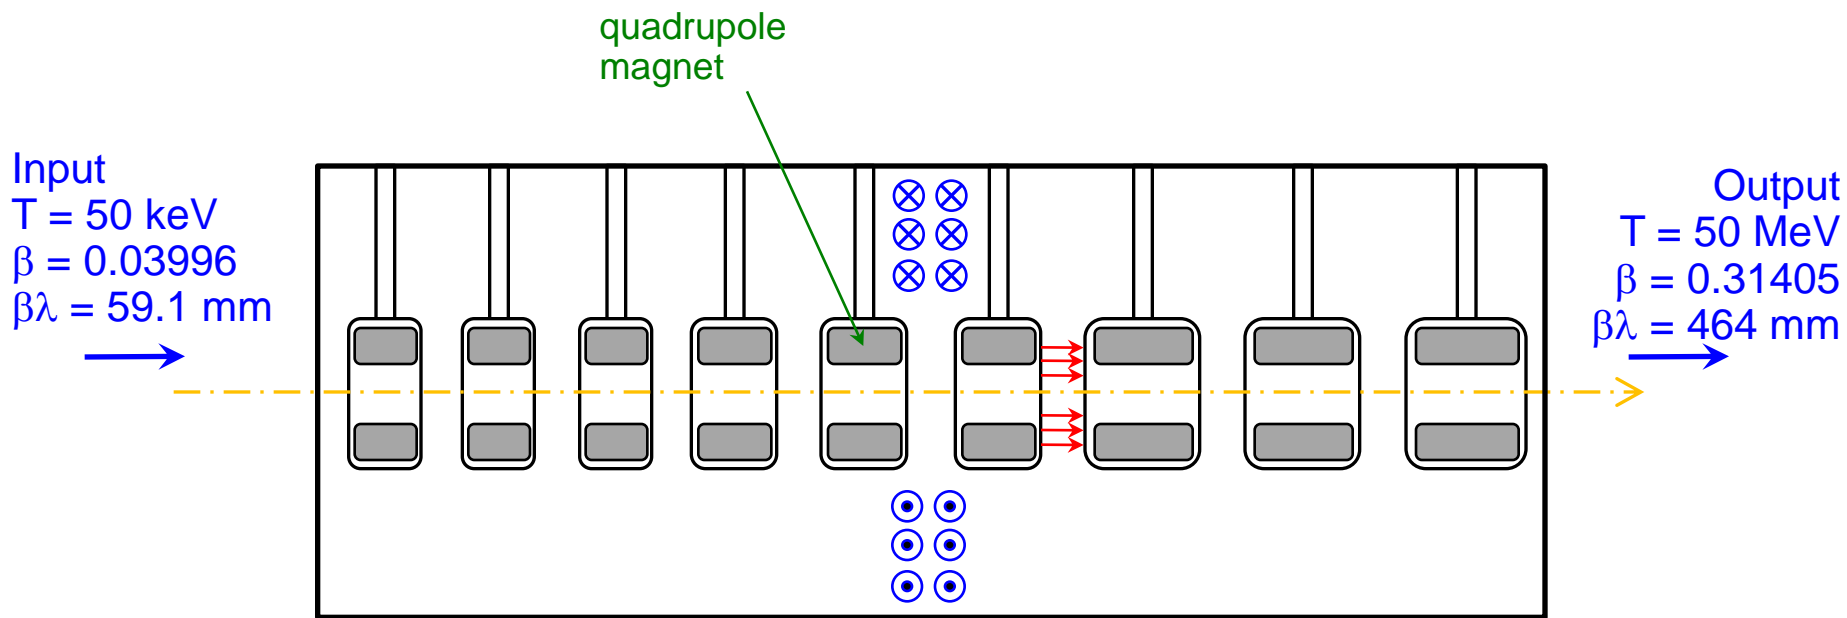 quadrupole
magnet
Input
T = 50 keV
β = 0.03996
βλ = 59.1 mm
Output
T = 50 MeV
β = 0.31405
βλ = 464 mm